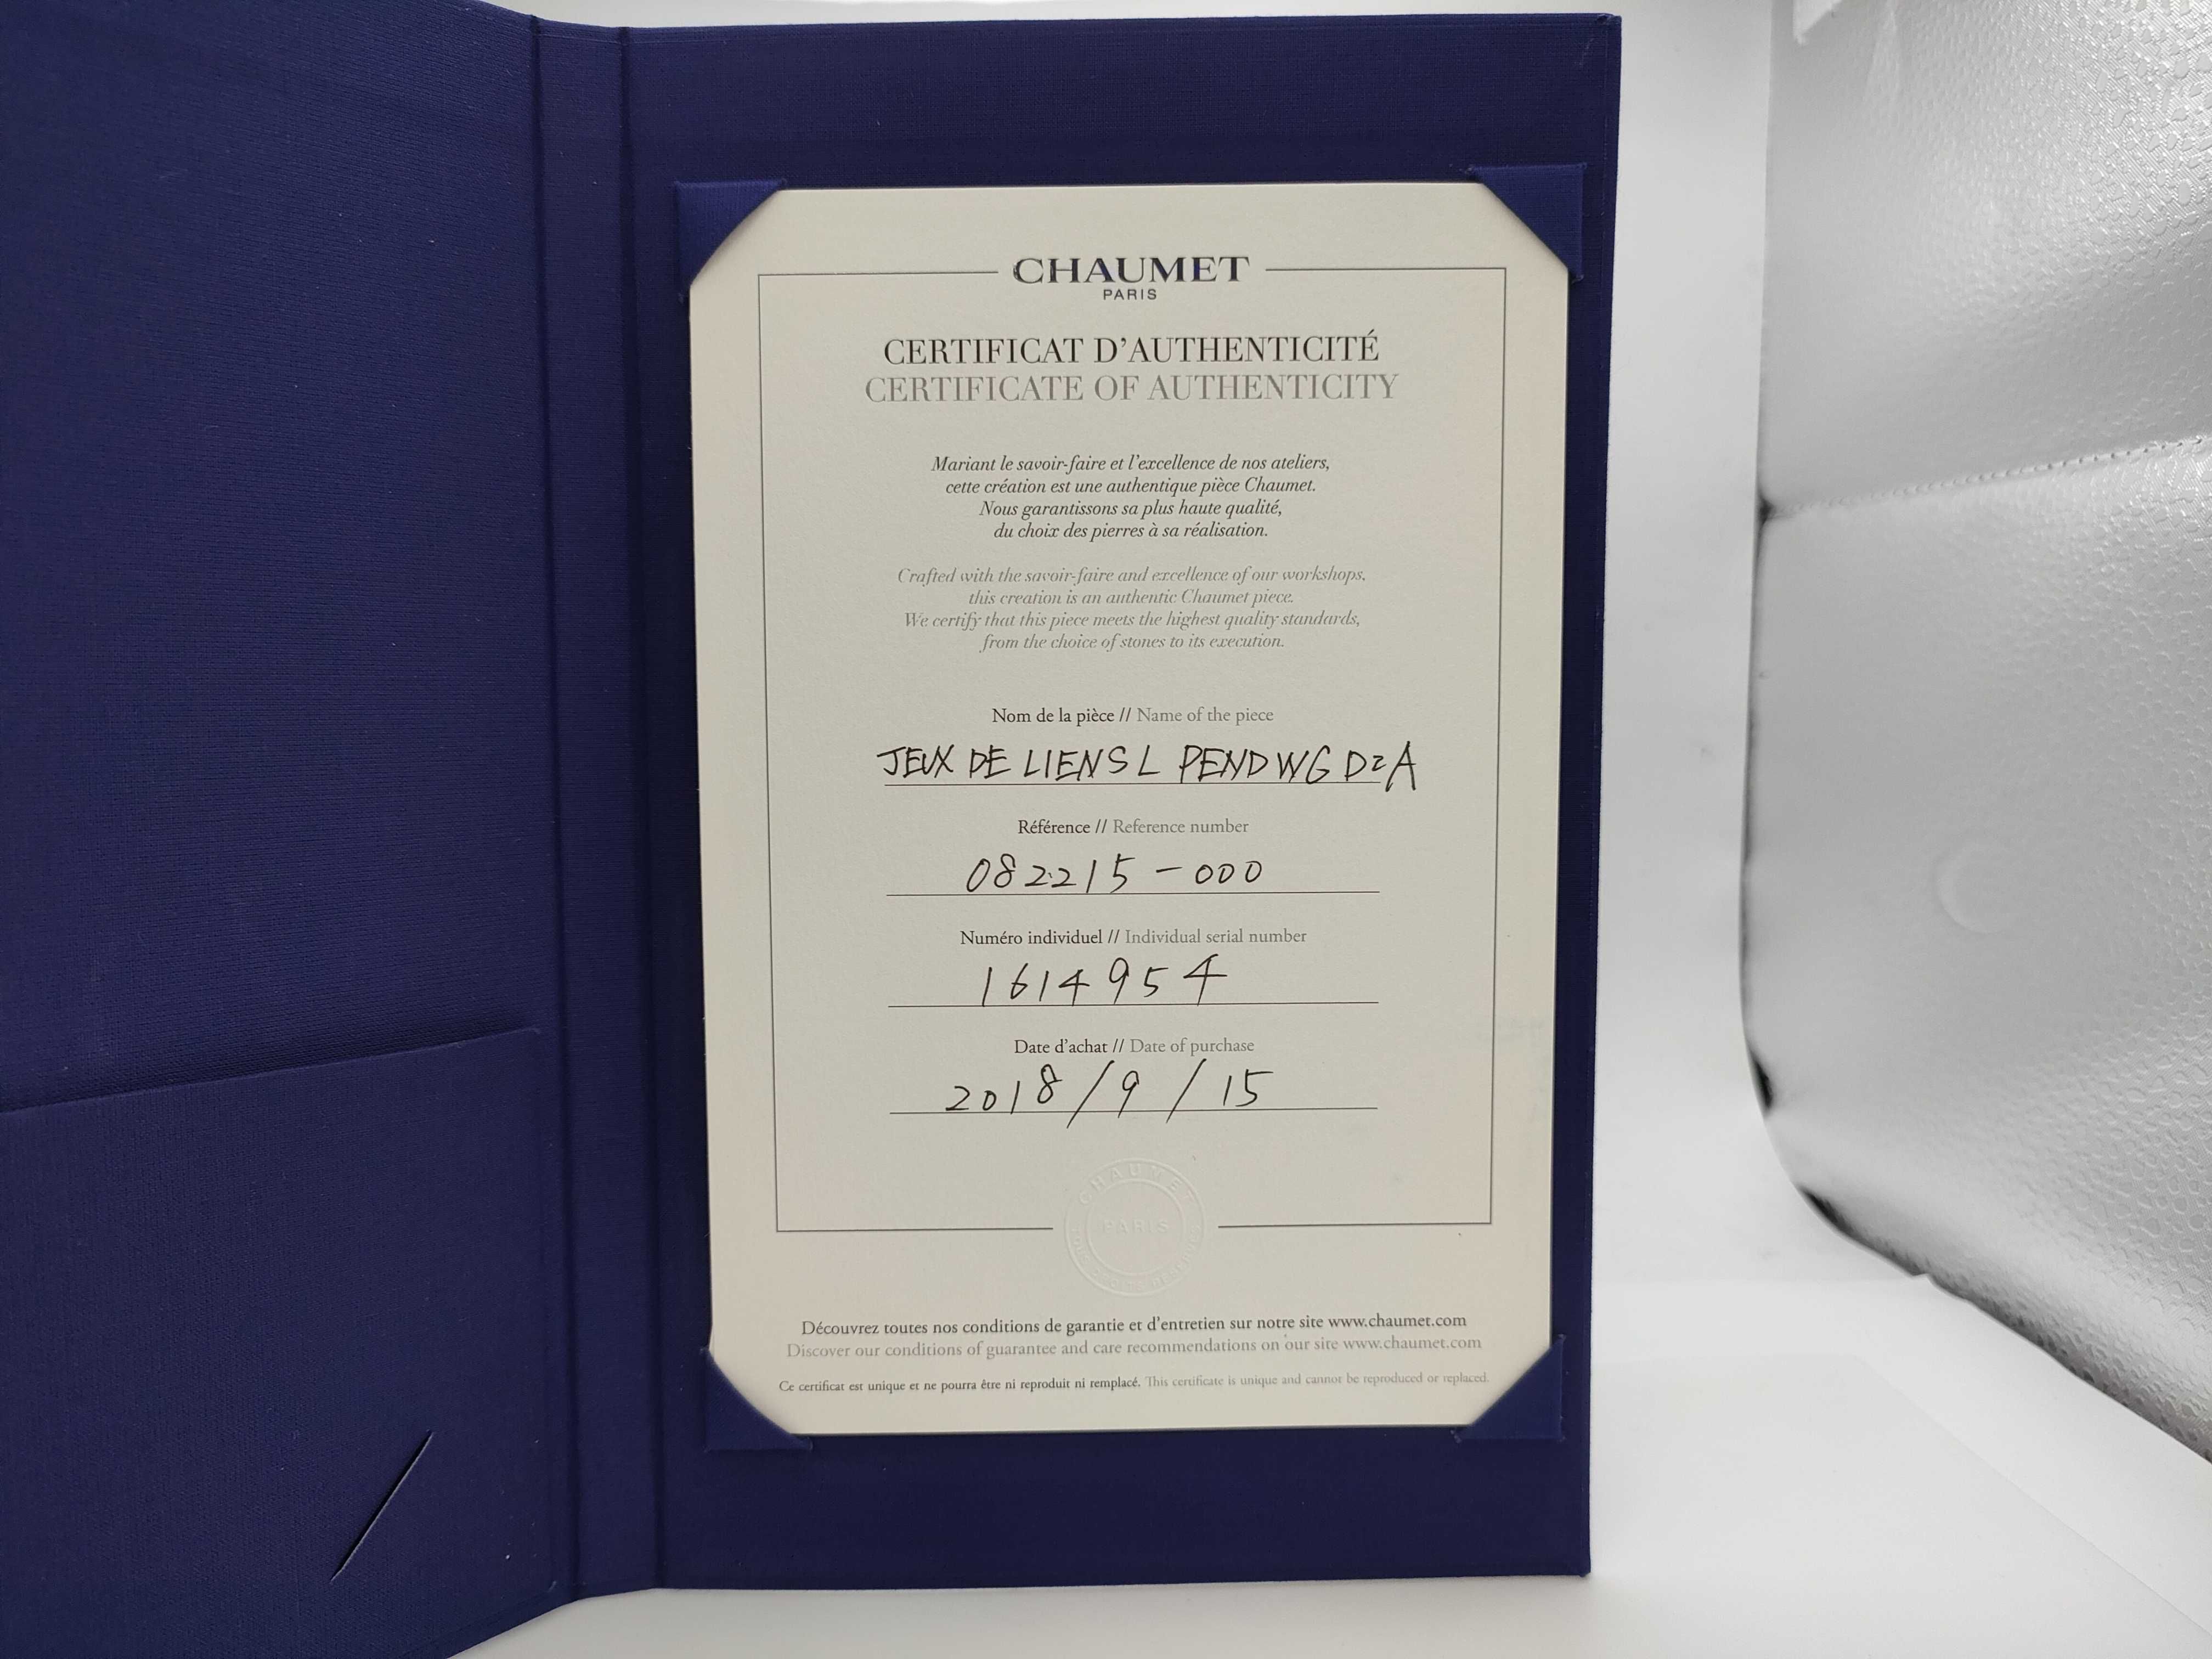 CHAUMET
PARIS
CERTIFICAT D'AUTHENTICITÉ
CERTIFICATE OF AUTHENTICITY
Mariant le savoir-faire et l'excellence de nos ateliers,
cette création est une authentique pièce Chaumet.
Nous garantissons sa plus haute qualité,
du choix des pierres à sa réalisation.
Crafted with the savoir-faire and excellence of our workshops,
this creation is an authentic Chaumet piece.
We certify that this piece meets the highest quality standards,
from the choice of stones to its execution.
Nom de la pièce // Name of the piece
JEUX DE LIENS L PEND WG DZA
Référence // Reference number
082215-000
Numéro individuel // Individual serial number
1614954
Date d'achat // Date of purchase
2018/9/15
CHAUMET
PARIS
Découvrez toutes nos conditions de garantie et d'entretien sur notre site www.chaumet.com
Discover our conditions of guarantee and care recommendations on our site www.chaumet.com
Ce certificat est unique et ne pourra être ni reproduit ni remplacé. This certificate is unique and cannot be reproduced or replaced.